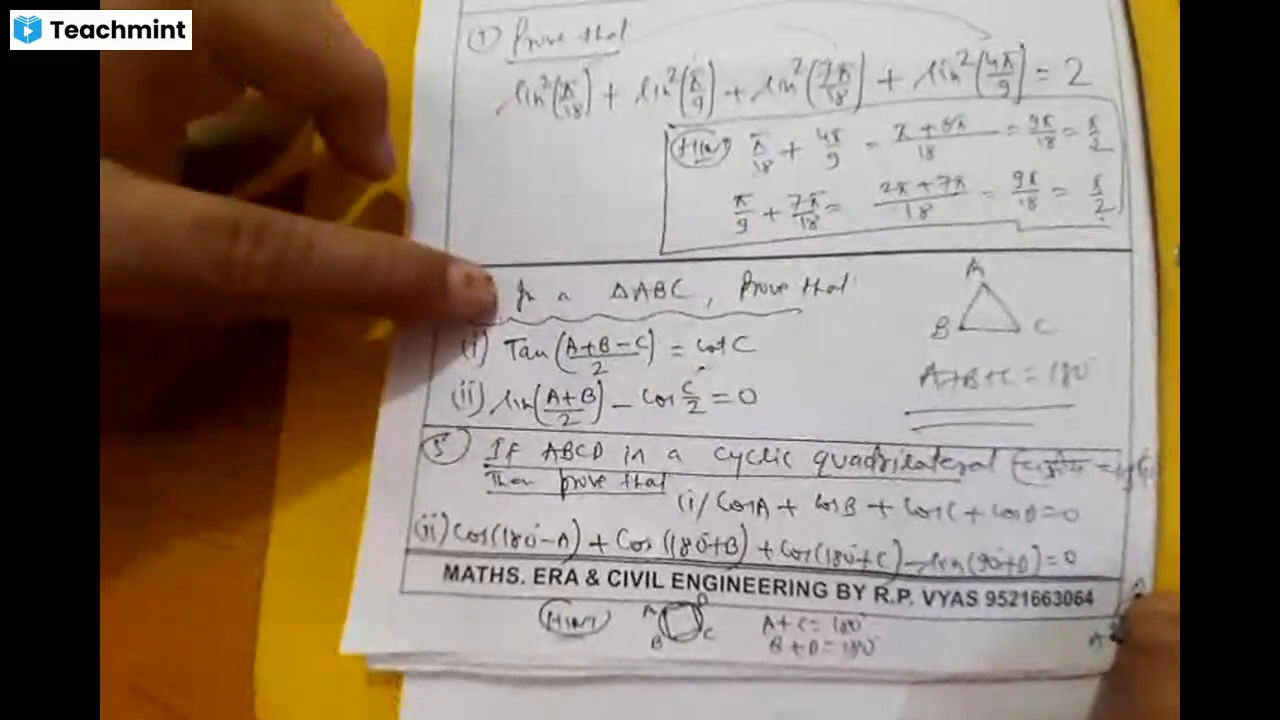 Teachmint
(1) Prove that
sin²(π/18) + sin²(π/9) + sin²(7π/18) + sin²(4π/9) = 2
Hint π/18 + 4π/9 = π + 8π/18 = 9π/18 = π/2
π/9 + 7π/18 = 2π + 7π/18 = 9π/18 = π/2
In a ΔABC, Prove that
A
B C
(i) Tan(A+B-C/2) = cot C
A+B+C = 180°
(ii) sin(A+B/2) - cos C/2 = 0
5 If ABCD in a cyclic quadrilateral
Then prove that
(i) CosA + cosB + cosC + cosD = 0
(ii) Cos(180°-A) + Cos(180°+B) + Cos(180°+C) - sin(90°+D) = 0
MATHS. ERA & CIVIL ENGINEERING BY R.P. VYAS 9521663064
Hint A D A + C = 180°
B C B + D = 180°